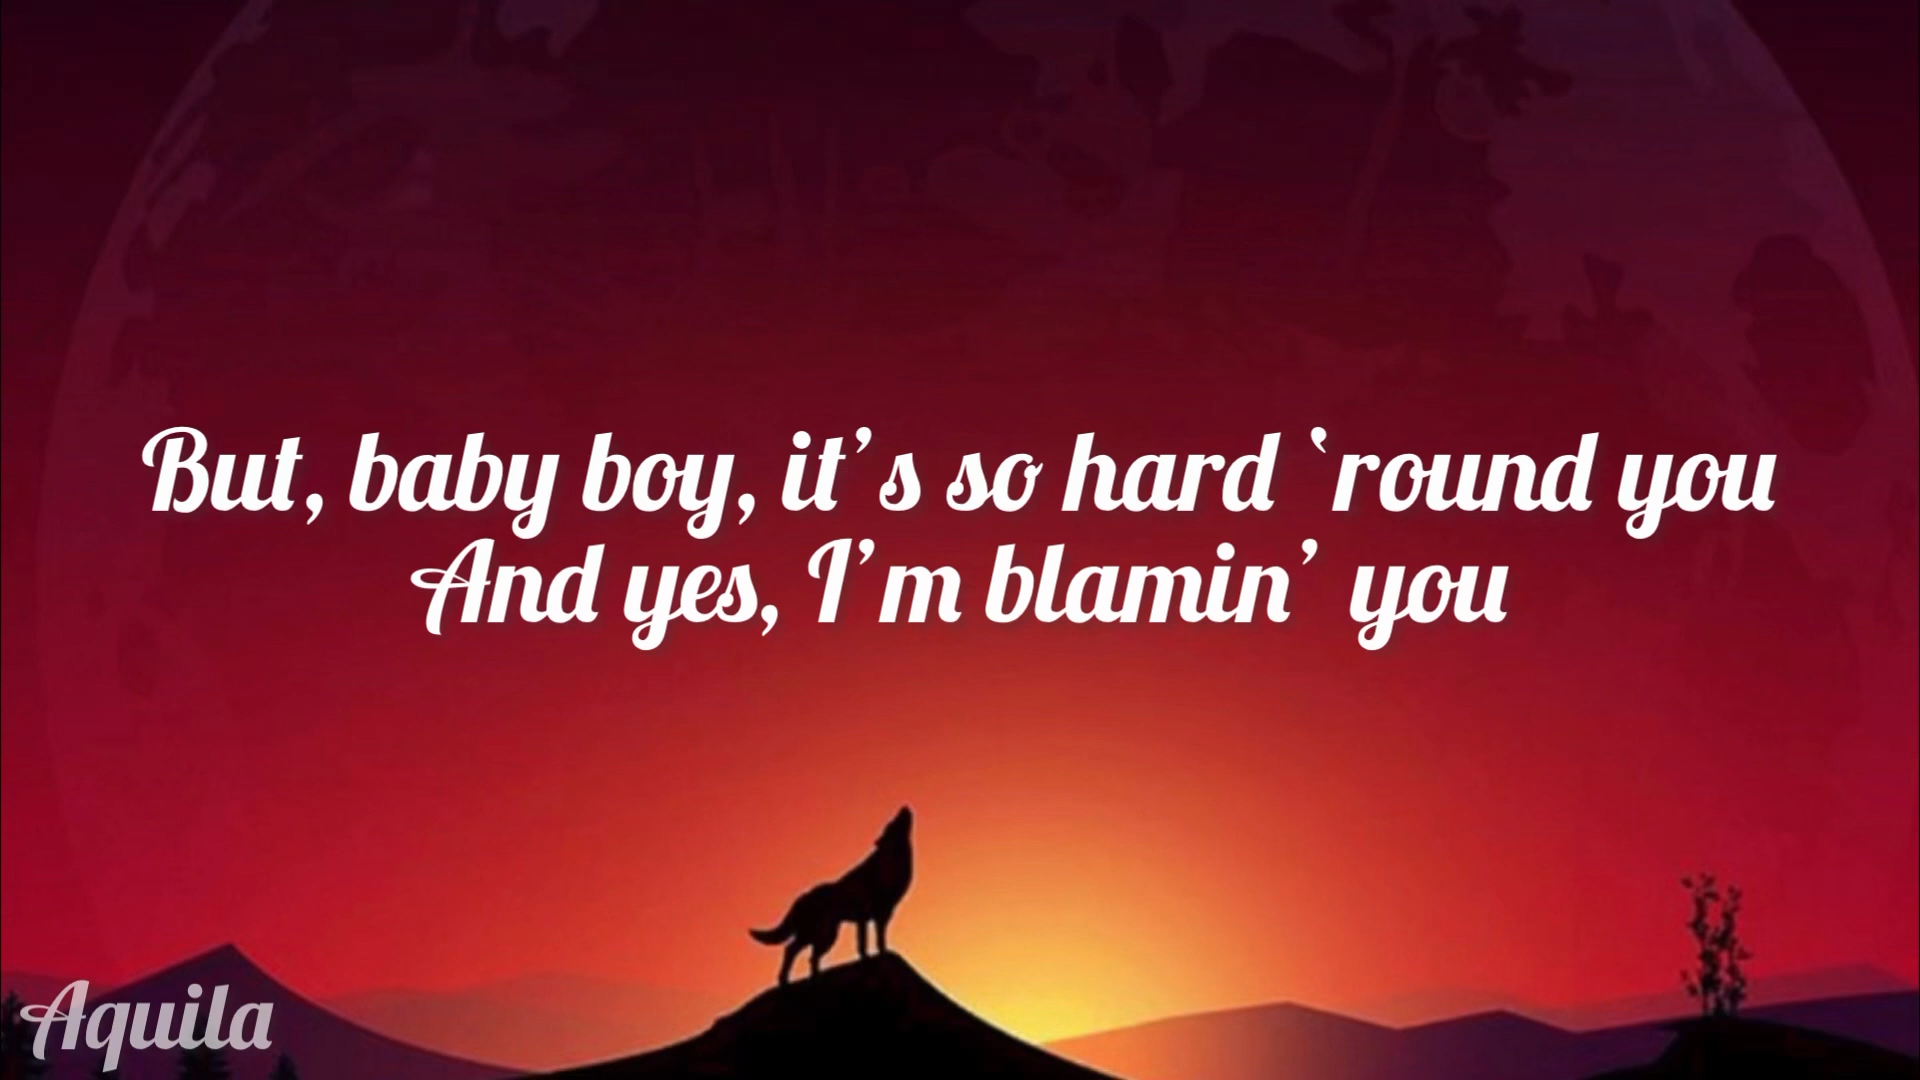 But, baby boy, it’s so hard ‘round you
And yes, I’m blamin’ you
Aquila